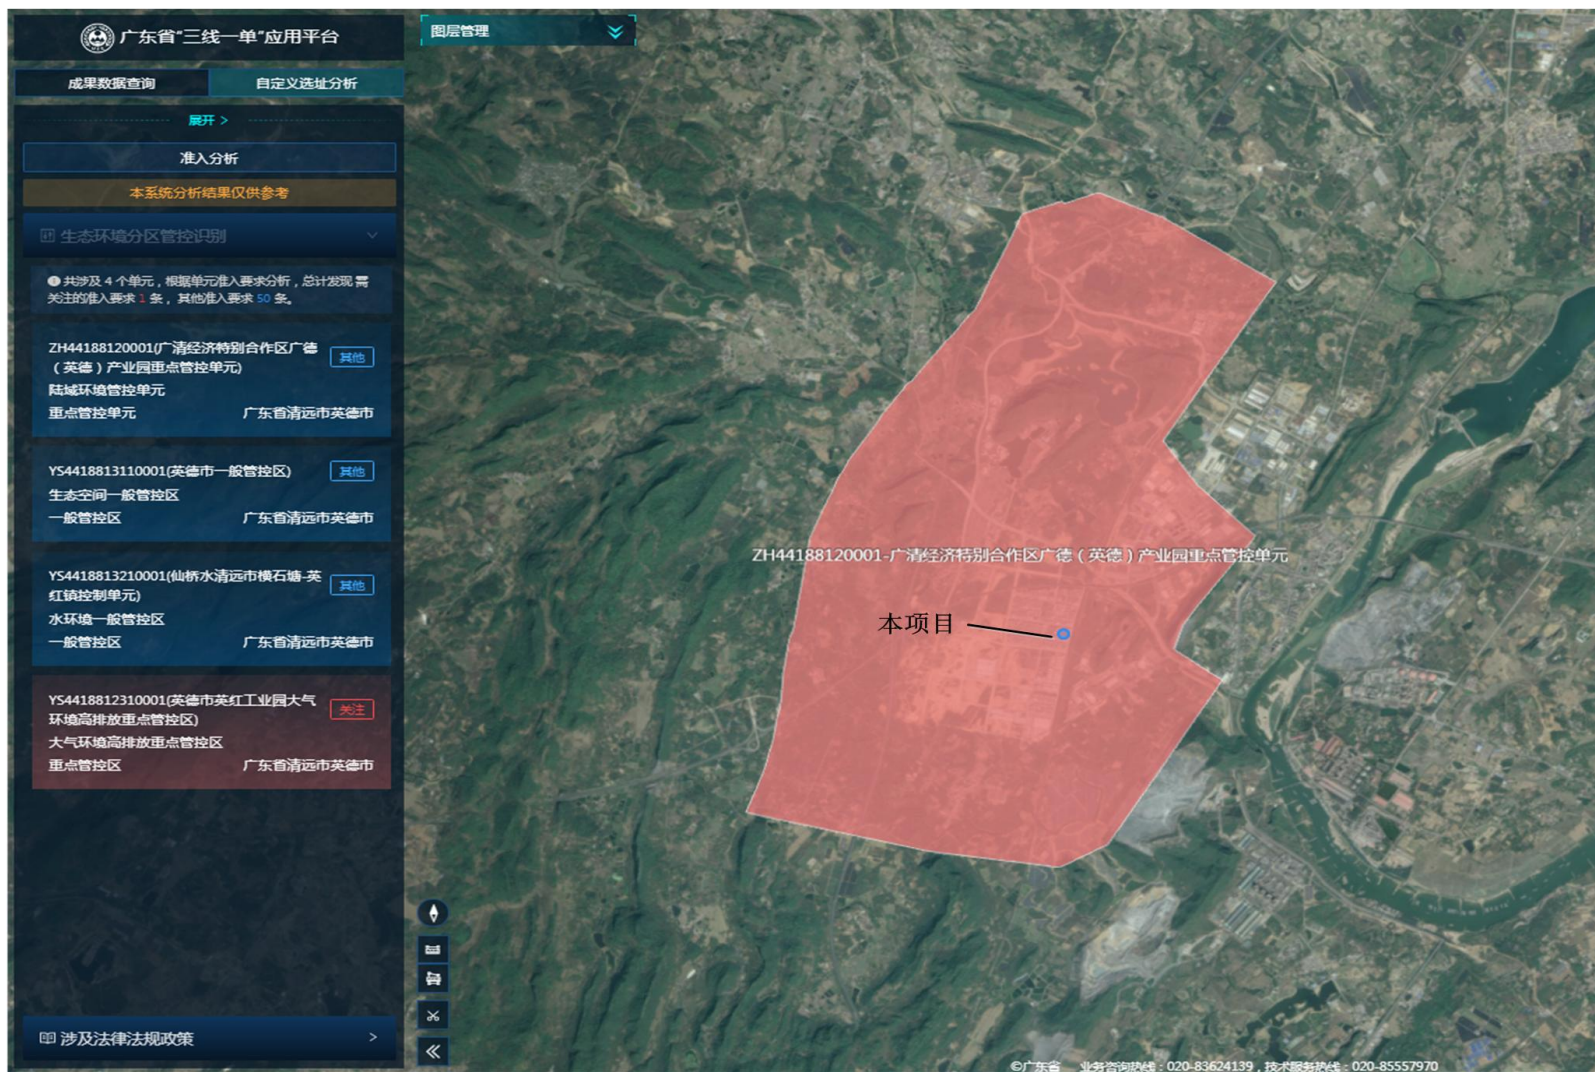 广东省"三线一单"应用平台
成果数据查询
自定义选址分析
展开 >
准入分析
本系统分析结果仅供参考
生态环境分区管控识别
共涉及 4 个单元，根据单元准入要求分析，总计发现 需
关注的准入要求 1 条， 其他准入要求 50 条。
ZH44188120001(广清经济特别合作区广德
（英德）产业园重点管控单元)
其他
陆域环境管控单元
重点管控单元
广东省清远市英德市
YS4418813110001(英德市一般管控区)
其他
生态空间一般管控区
一般管控区
广东省清远市英德市
YS4418813210001(仙桥水清远市横石塘-英
红镇控制单元)
其他
水环境一般管控区
一般管控区
广东省清远市英德市
YS4418812310001(英德市英红工业园大气
环境高排放重点管控区)
关注
大气环境高排放重点管控区
重点管控区
广东省清远市英德市
涉及法律法规政策 >
图层管理
ZH44188120001-广清经济特别合作区广德（英德）产业园重点管控单元
本项目
©广东省 业务咨询热线：020-83624139，技术服务热线：020-85557970